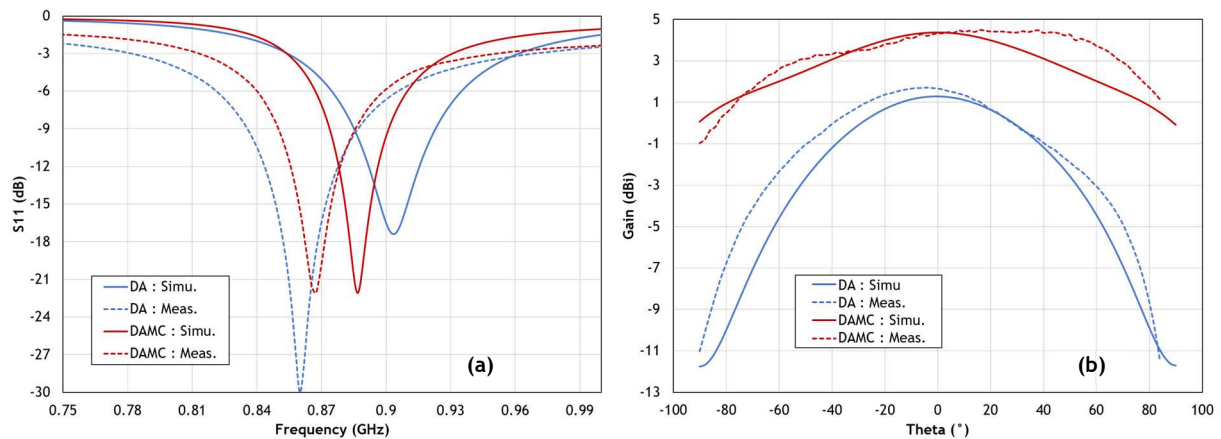 0
-3
-6
-9
-12
-15
-18
-21
-24
-27
-30
S11 (dB)
DA : Simu.
DA : Meas.
DAMC : Simu.
DAMC : Meas.
(a)
0.75 0.78 0.81 0.84 0.87 0.9 0.93 0.96 0.99
Frequency (GHz)
5
3
1
-1
-3
-5
-7
-9
-11
-13
Gain (dBi)
DA : Simu
DA : Meas.
DAMC : Simu.
DAMC : Meas.
(b)
-100 -80 -60 -40 -20 0 20 40 60 80 100
Theta (°)